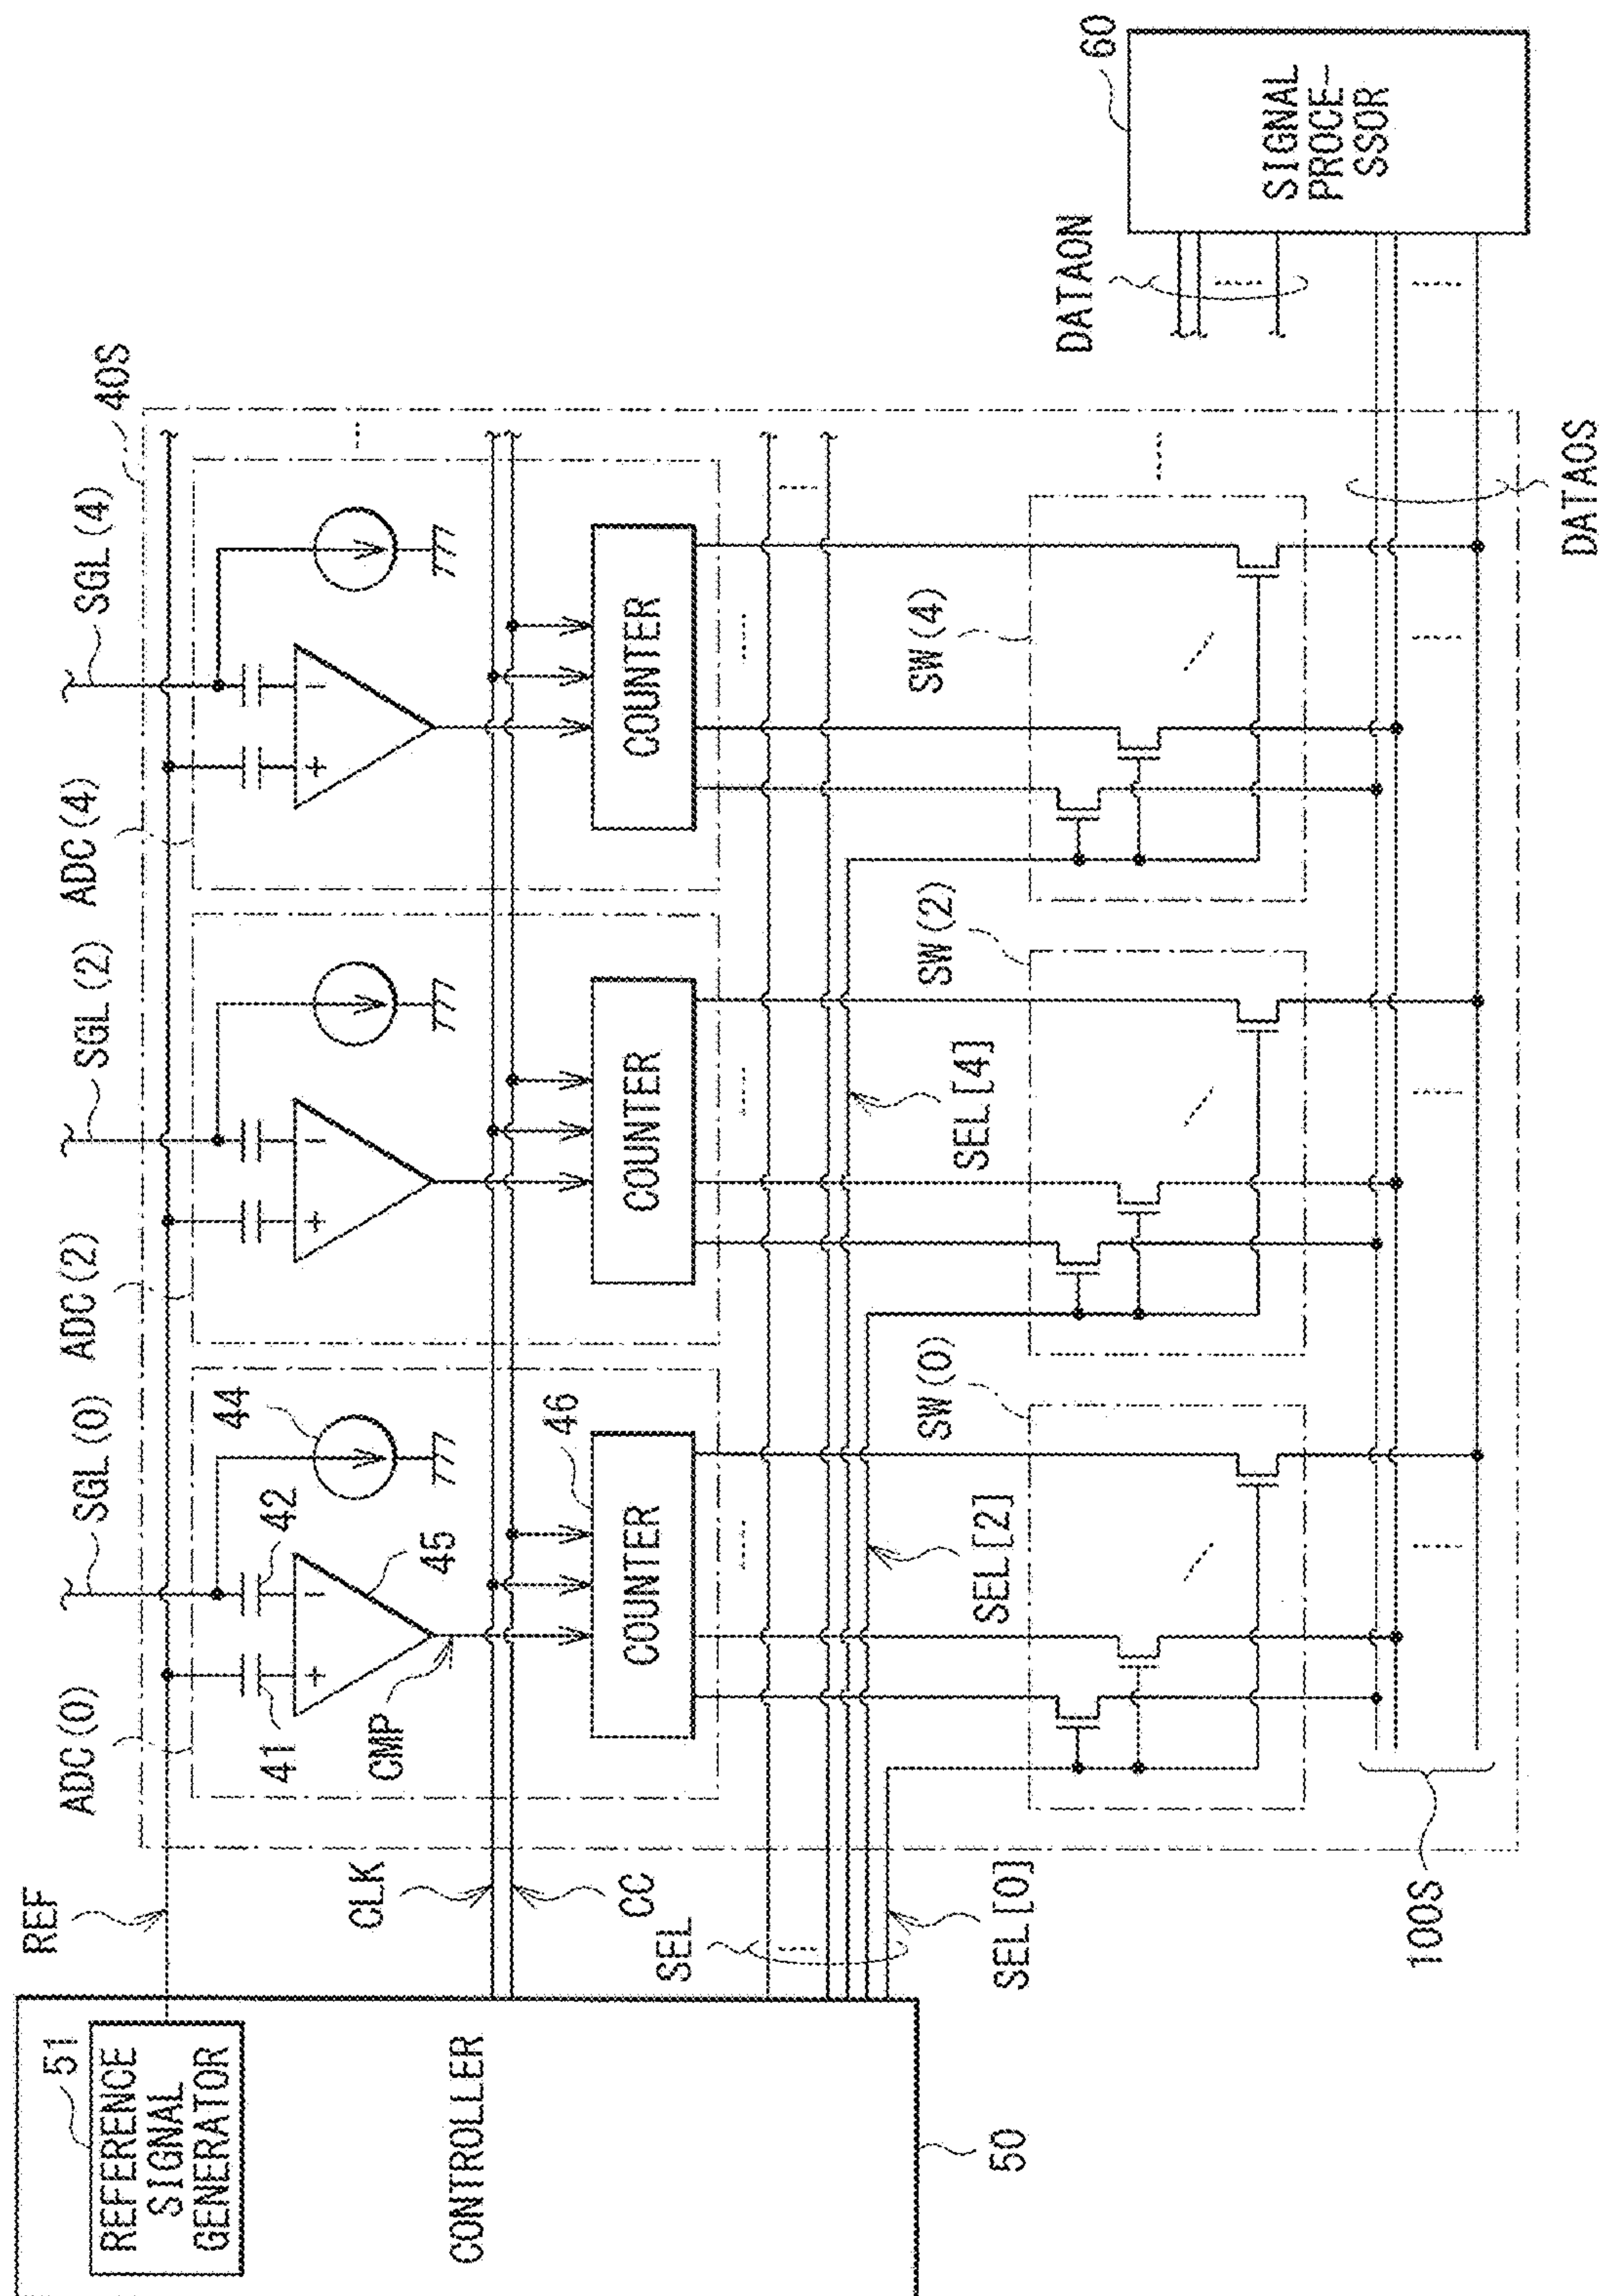 ADC(0)
SGL(0)
ADC(2)
SGL(2)
ADC(4)
SGL(4)
40S
REF
51
REFERENCE
SIGNAL
GENERATOR
CONTROLLER
50
41
42
44
45
CMP
46
+
−
+
−
+
−
CLK
CC
COUNTER
COUNTER
COUNTER
SEL
SEL[0]
SEL[2]
SEL[4]
SW(0)
SW(2)
SW(4)
100S
DATAOS
DATAON
60
SIGNAL
PROCE-
SSOR